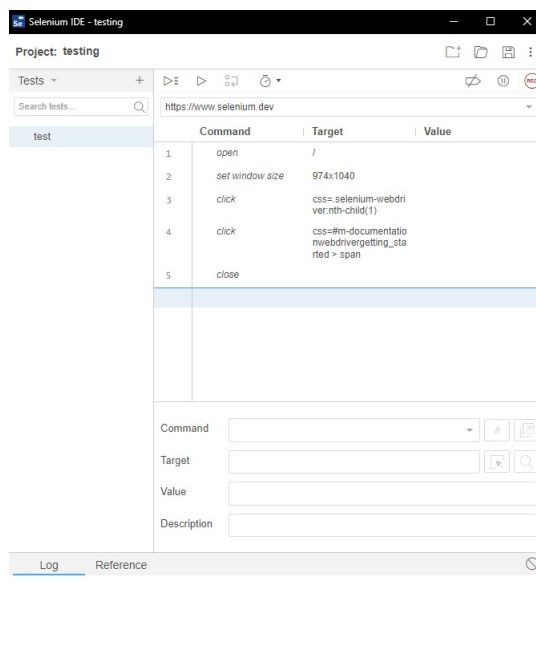 Se Selenium IDE - testing
Project: testing
Tests
Search tests...
test
https://www.selenium.dev
Command Target Value
1 open /
2 set window size 974x1040
3 click css=.selenium-webdri
ver:nth-child(1)
4 click css=#m-documentatio
nwebdrivergetting_sta
rted > span
5 close
Command
//
Target
Value
Description
Log Reference